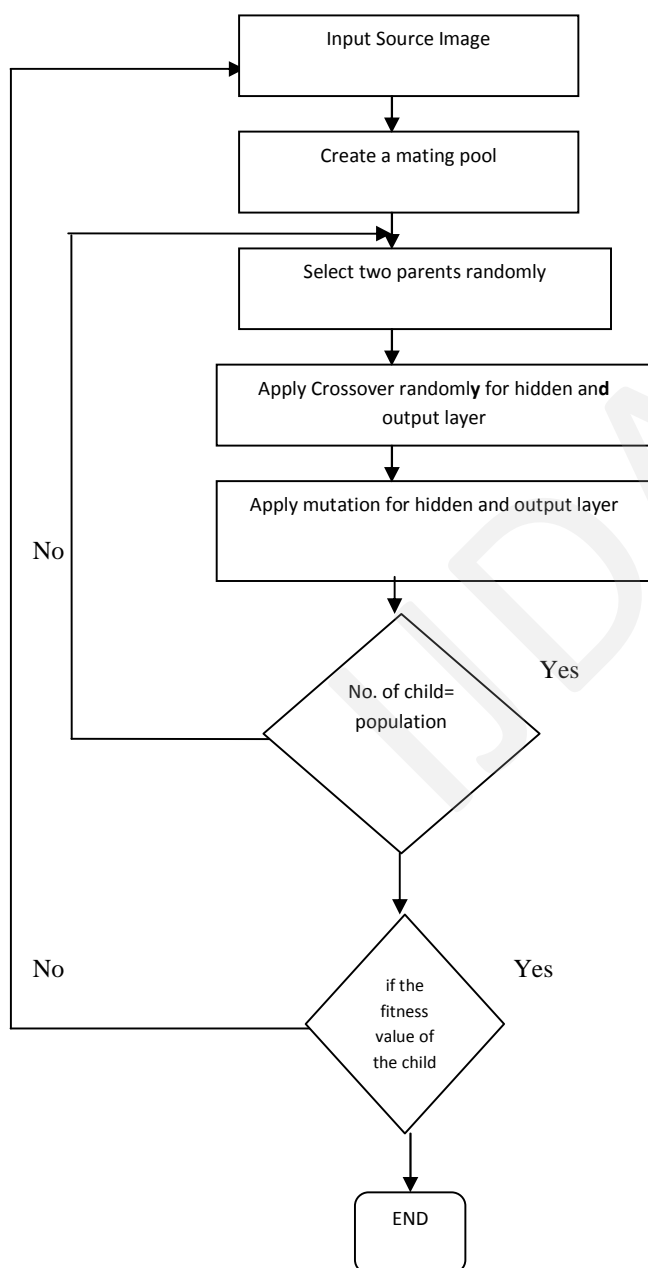 Input Source Image
Create a mating pool
Select two parents randomly
Apply Crossover randomly for hidden and
output layer
Apply mutation for hidden and output layer
No
Yes
No. of child=
population
No
Yes
if the
fitness
value of
the child
END
IJDA